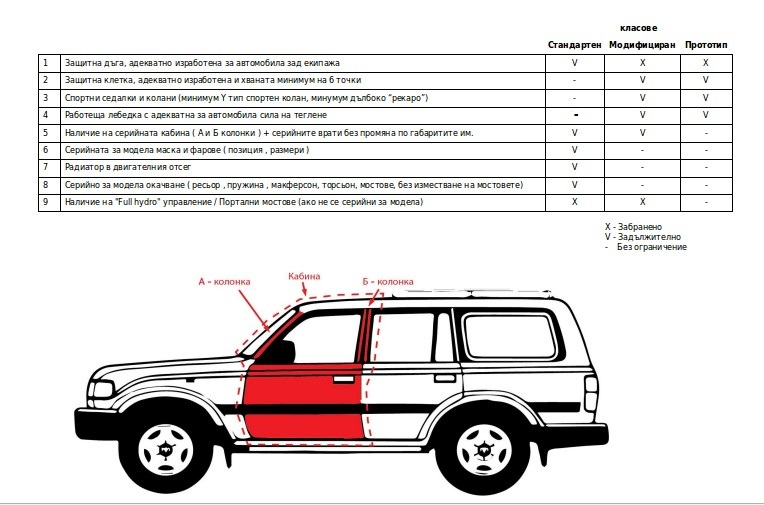 класове
Стандартен Модифициран Прототип
1 Защитна дъга, адекватно изработена за автомобила зад екипажа V X X
2 Защитна клетка, адекватно изработена и хваната минимум на 6 точки - V V
3 Спортни седалки и колани (минимум Y тип спортен колан, минумум дълбоко “рекаро”) - V V
4 Работеща лебедка с адекватна за автомобила сила на теглене - V V
5 Наличие на серийната кабина ( А и Б колонки ) + серийните врати без промяна по габаритите им. V V -
6 Серийната за модела маска и фарове ( позиция , размери ) V - -
7 Радиатор в двигателния отсег V - -
8 Серийно за модела окачване ( ресьор , пружина , макферсон, торсьон, мостове, без изместване на мостовете) V - -
9 Наличие на "Full hydro" управление / Портални мостове (ако не се серийни за модела) X X -
X - Забранено
V - Задължително
- Без ограничение
Кабина
А - колонка
Б - колонка